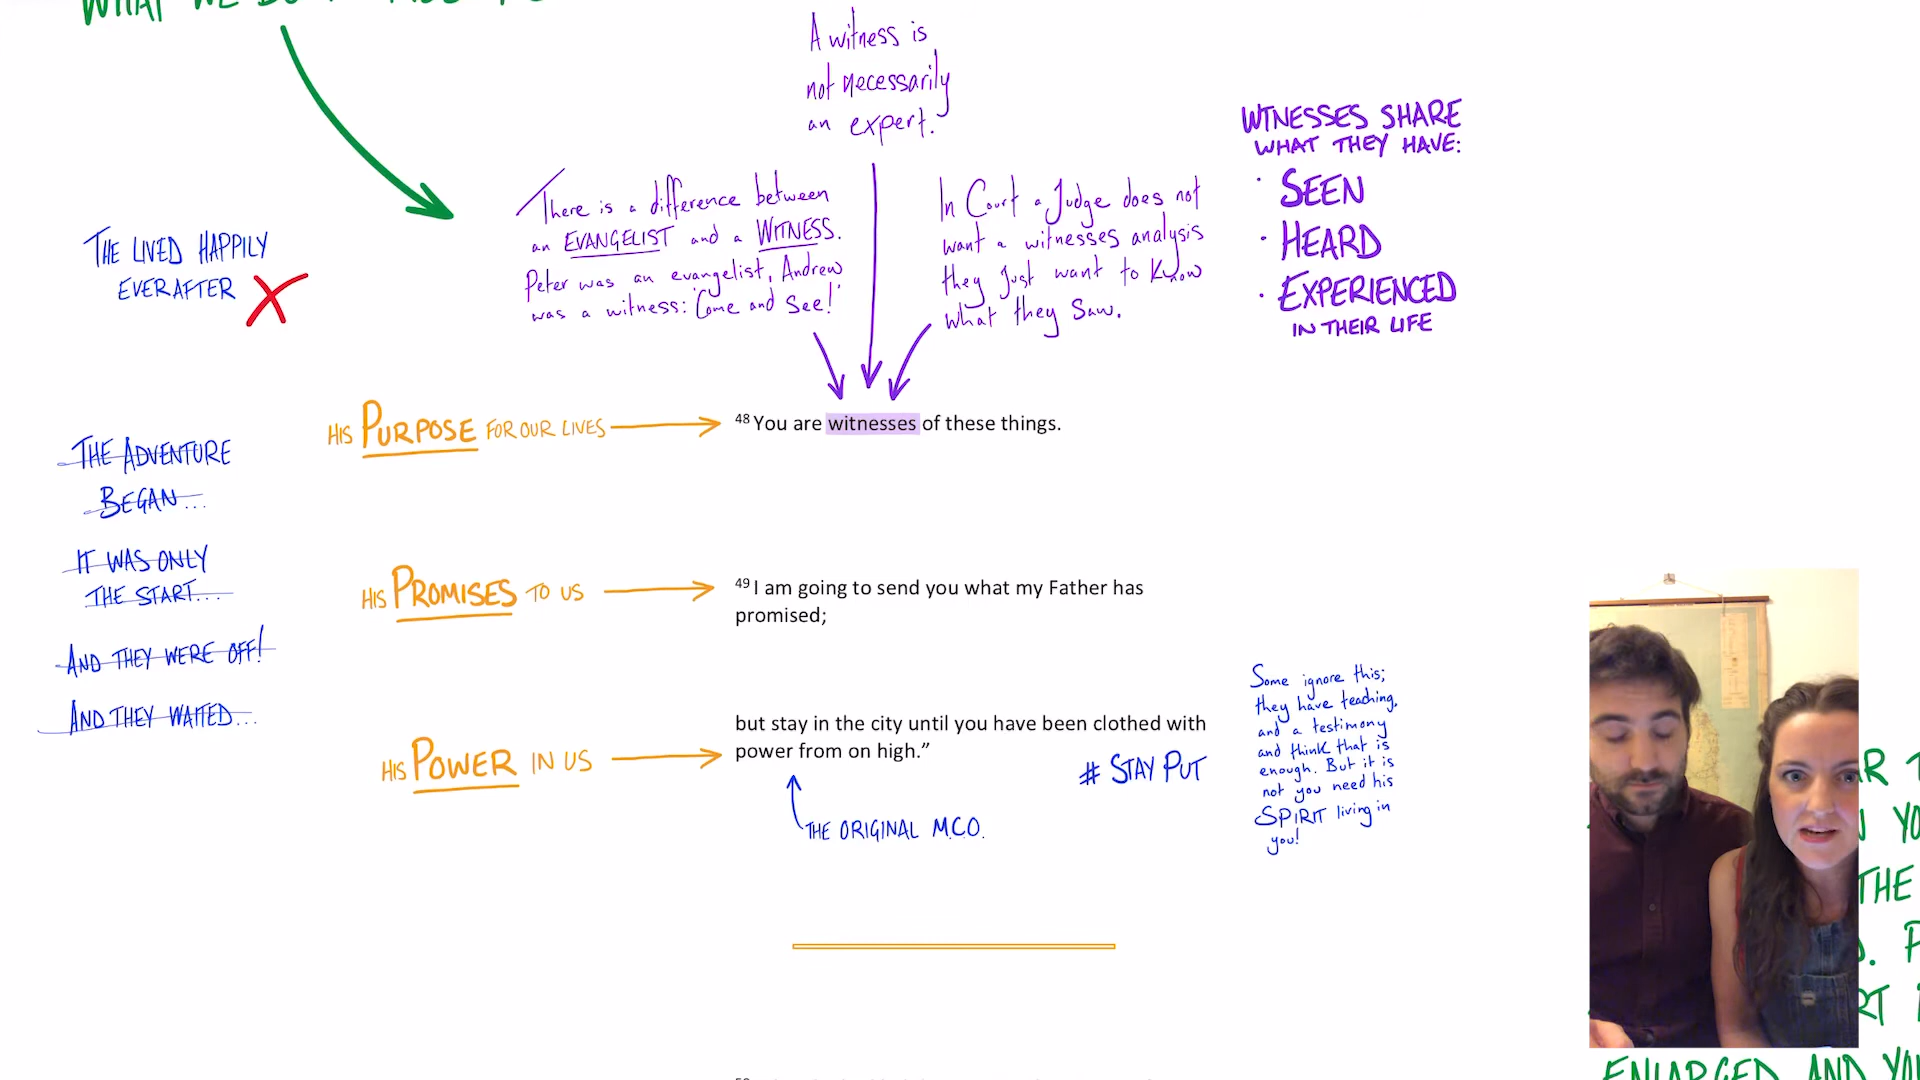 A witness is
not necessarily
an expert.
WITNESSES SHARE
WHAT THEY HAVE:
· SEEN
· HEARD
· EXPERIENCED
IN THEIR LIFE
There is a difference between
an EVANGELIST and a WITNESS.
Peter was an evangelist, Andrew
was a witness: 'Come and See!'
In Court a Judge does not
want a witnesses analysis
they just want to know
what they saw.
THE LIVED HAPPILY
EVERAFTER
HIS PURPOSE FOR OUR LIVES
48 You are witnesses of these things.
THE ADVENTURE
BEGAN...
IT WAS ONLY
THE START...
AND THEY WERE OFF!
AND THEY WAITED...
HIS PROMISES TO US
49 I am going to send you what my Father has
promised;
HIS POWER IN US
but stay in the city until you have been clothed with
power from on high.”
# STAY PUT
THE ORIGINAL M.C.O.
Some ignore this;
they have teaching,
and a testimony
and think that is
enough. But it is
not you need his
SPIRIT living in
you!
THE
ENLARGED AND YOU